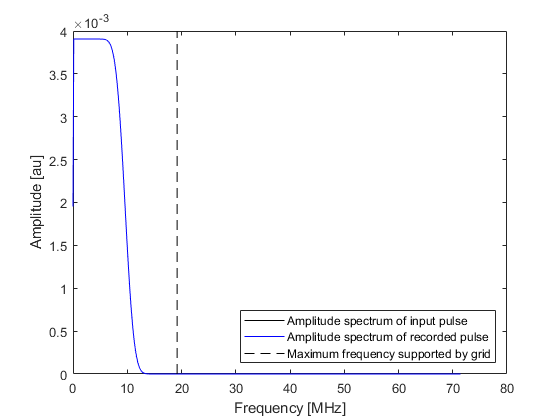 ×10-3
4
3.5
3
2.5
2
1.5
1
0.5
0
Amplitude [au]
Amplitude spectrum of input pulse
Amplitude spectrum of recorded pulse
Maximum frequency supported by grid
0 10 20 30 40 50 60 70 80
Frequency [MHz]